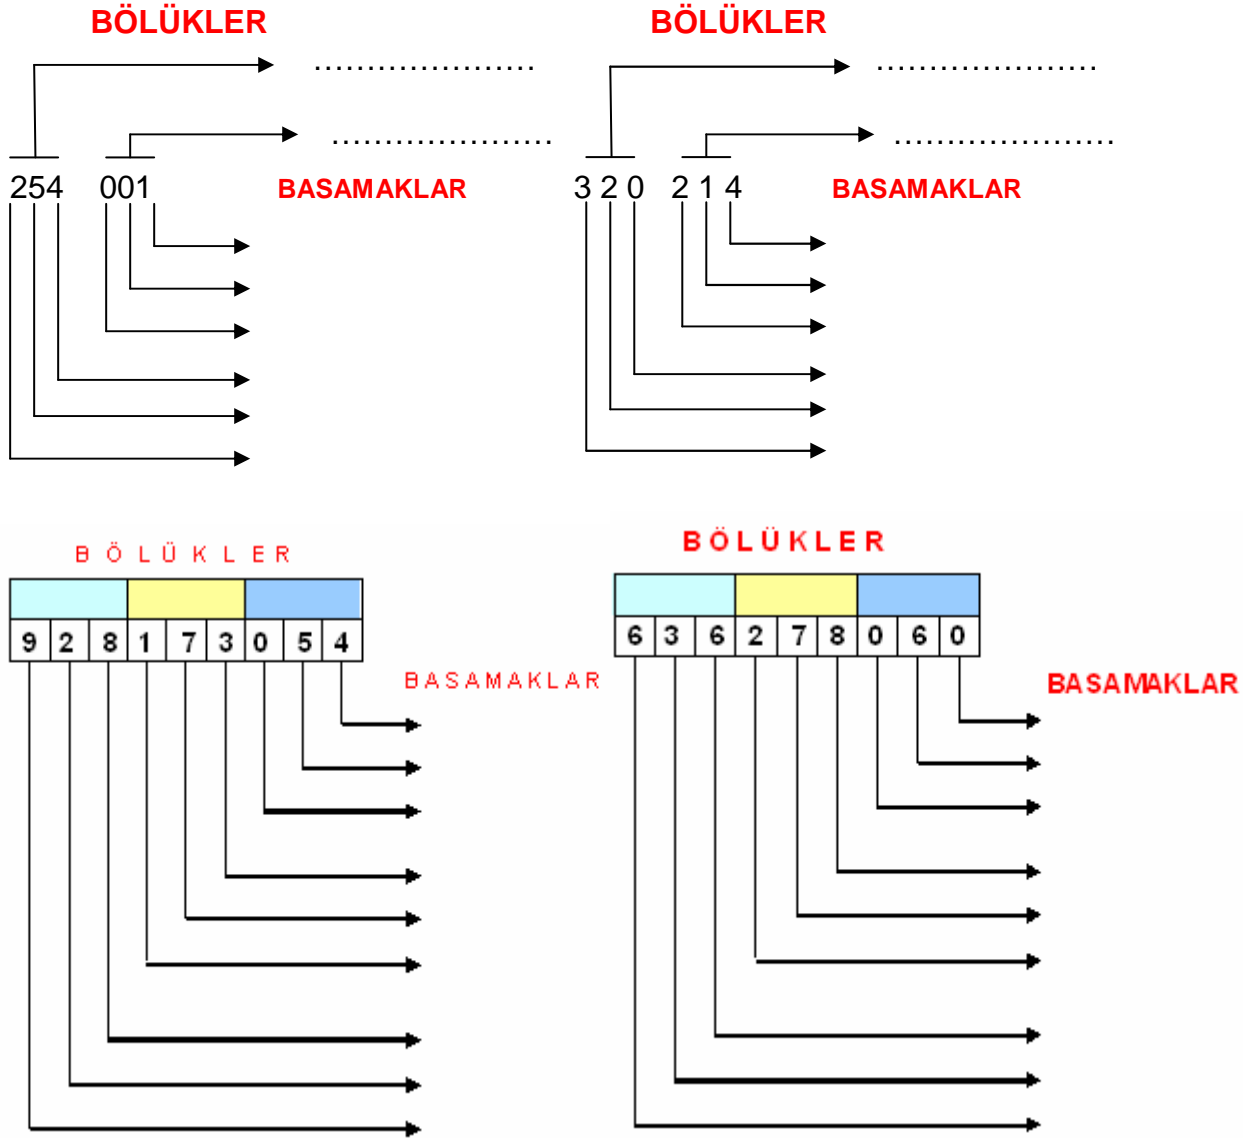 BÖLÜKLER BÖLÜKLER
..................... .....................
..................... .....................
254 001 BASAMAKLAR 3 2 0 2 1 4 BASAMAKLAR
B Ö L Ü K L E R
9 2 8 1 7 3 0 5 4
BASAMAKLAR
BÖLÜKLER
6 3 6 2 7 8 0 6 0
BASAMAKLAR